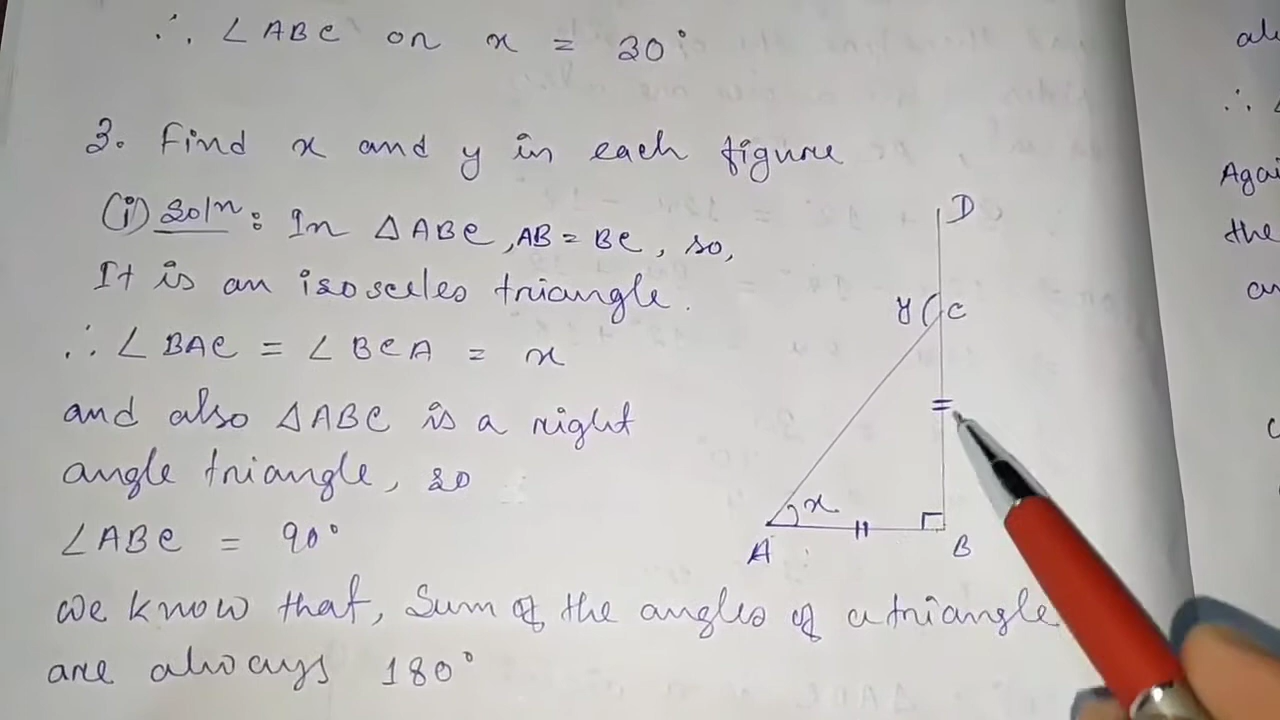 ∴ ∠ABC or x = 30°
3. Find x and y in each figure
(i) Soln: In △ABC, AB = BC, so,
It is an isosceles triangle.
∴ ∠BAC = ∠BCA = x
and also △ABC is a right
angle triangle, so
∠ABC = 90°
we know that, Sum of the angles of a triangle
are always 180°
D
y C
x
A
B
∴
Agai
the